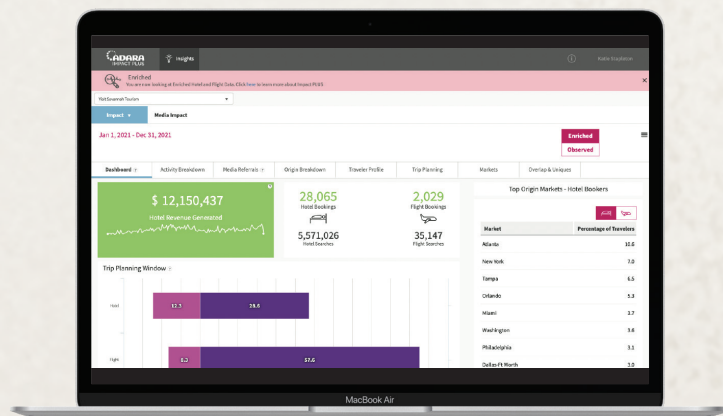 ADARA
IMPACT PLUS
Insights
Katie Stapleton
Enriched
You are now looking at Enriched Hotel and Flight Data. Click here to learn more about Impact PLUS.
Visit Savannah Tourism
Impact
Media Impact
Jan 1, 2021 - Dec 31, 2021
Enriched
Observed
Dashboard
Activity Breakdown
Media Referrals
Origin Breakdown
Traveler Profile
Trip Planning
Markets
Overlap & Uniques
$ 12,150,437
Hotel Revenue Generated
28,065
Hotel Bookings
5,571,026
Hotel Searches
2,029
Flight Bookings
35,147
Flight Searches
Top Origin Markets - Hotel Bookers
Market Percentage of Travelers
Atlanta 10.6
New York 7.0
Tampa 6.5
Orlando 5.3
Miami 3.7
Washington 3.6
Philadelphia 3.1
Dallas-Ft Worth 3.0
Trip Planning Window
Hotel
28.6
Flight
57.6
MacBook Air